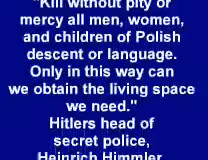 "Kill without pity or
mercy all men, women,
and children of Polish
descent or language.
Only in this way can
we obtain the living space
we need."
Hitlers head of
secret police,
Heinrich Himmler